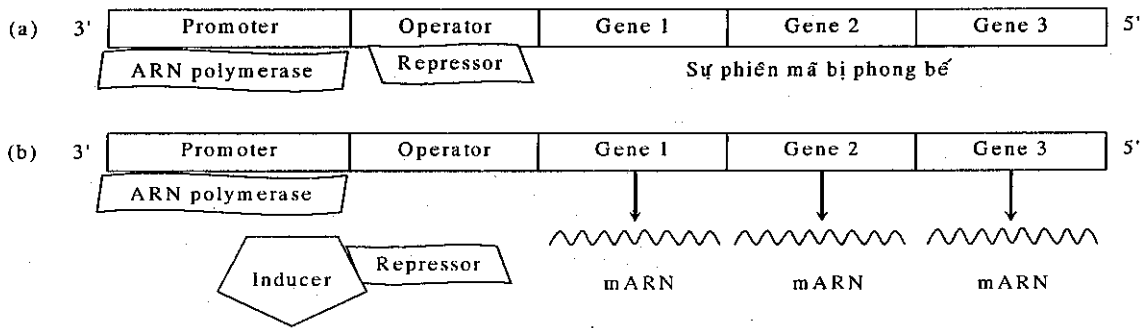 (a) 3' Promoter Operator Gene 1 Gene 2 Gene 3 5'
ARN polymerase Repressor Sự phiên mã bị phong bế
(b) 3' Promoter Operator Gene 1 Gene 2 Gene 3 5'
ARN polymerase
Inducer Repressor
mARN mARN mARN